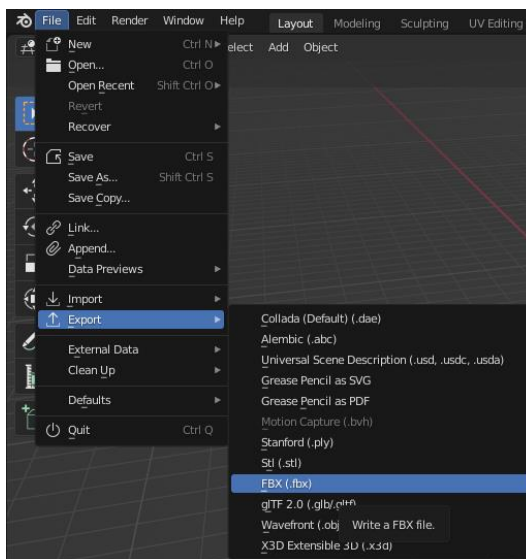 File Edit Render Window Help Layout Modeling Sculpting UV Editing
New Ctrl N
elect Add Object
Open... Ctrl O
Open Recent Shift Ctrl O
Revert
Recover
Save Ctrl S
Save As... Shift Ctrl S
Save Copy...
Link...
Append...
Data Previews
Import
Export
Collada (Default) (.dae)
External Data
Alembic (.abc)
Clean Up
Universal Scene Description (.usd, .usdc, .usda)
Grease Pencil as SVG
Defaults
Grease Pencil as PDF
Motion Capture (.bvh)
Quit Ctrl Q
Stanford (.ply)
Stl (.stl)
FBX (.fbx)
glTF 2.0 (.glb/.gltf)
Wavefront (.obj
Write a FBX file.
X3D Extensible 3D (.x3d)